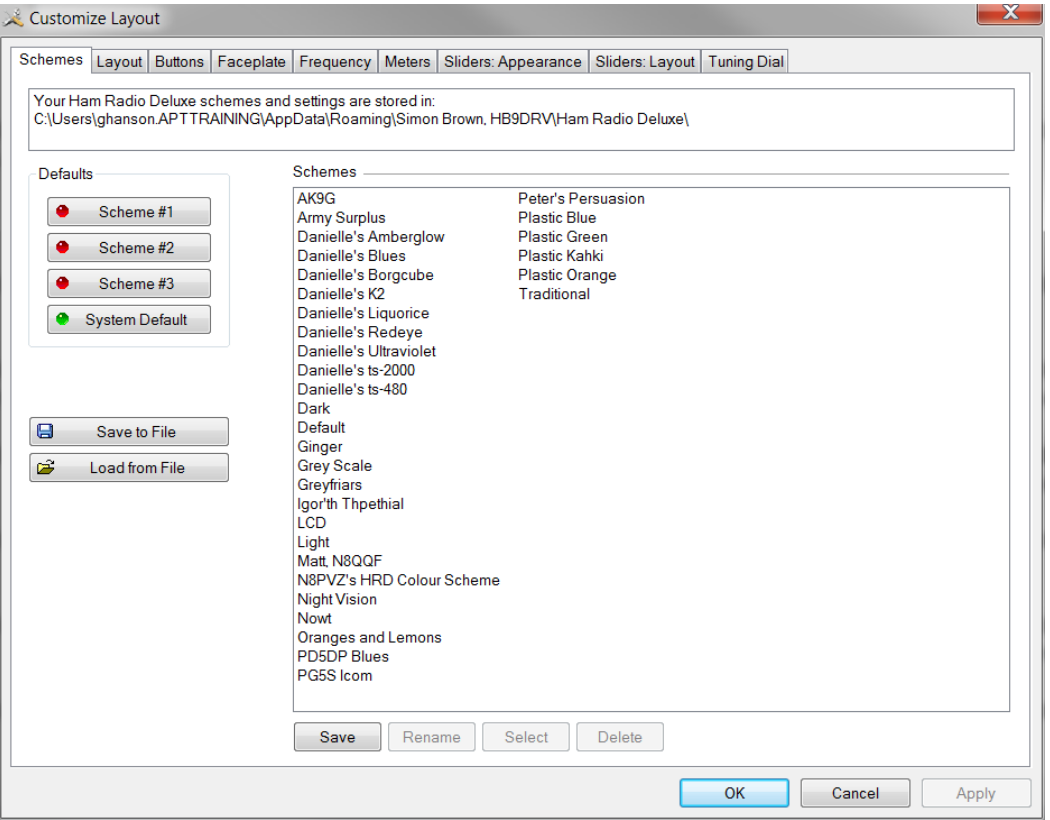 Customize Layout
X
Schemes Layout Buttons Faceplate Frequency Meters Sliders: Appearance Sliders: Layout Tuning Dial
Your Ham Radio Deluxe schemes and settings are stored in:
C:\Users\ghanson.APTTRAINING\AppData\Roaming\Simon Brown, HB9DRV\Ham Radio Deluxe\
Defaults
Scheme #1
Scheme #2
Scheme #3
System Default
Save to File
Load from File
Schemes
AK9G
Army Surplus
Danielle's Amberglow
Danielle's Blues
Danielle's Borgcube
Danielle's K2
Danielle's Liquorice
Danielle's Redeye
Danielle's Ultraviolet
Danielle's ts-2000
Danielle's ts-480
Dark
Default
Ginger
Grey Scale
Greyfriars
Igor'th Thpethial
LCD
Light
Matt, N8QQF
N8PVZ's HRD Colour Scheme
Night Vision
Nowt
Oranges and Lemons
PD5DP Blues
PG5S Icom
Peter's Persuasion
Plastic Blue
Plastic Green
Plastic Kahki
Plastic Orange
Traditional
Save Rename Select Delete
OK Cancel Apply